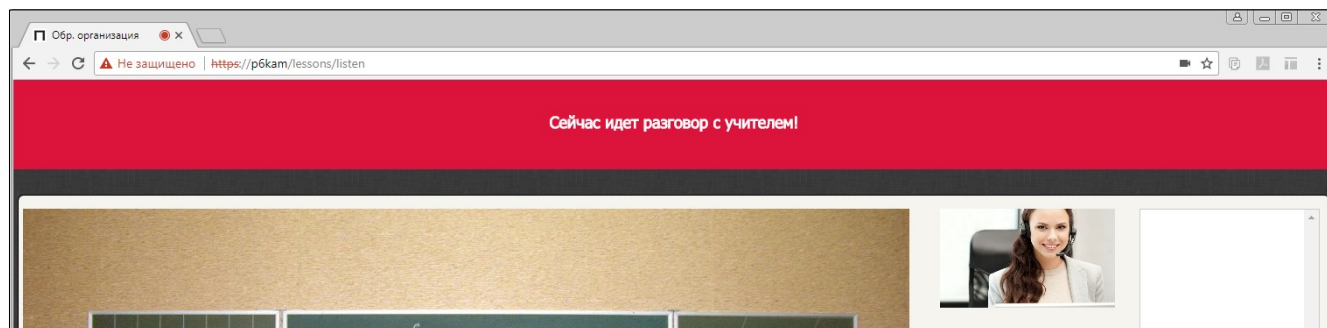 Обр. организация
Не защищено | https://p6kam/lessons/listen
Сейчас идет разговор с учителем!